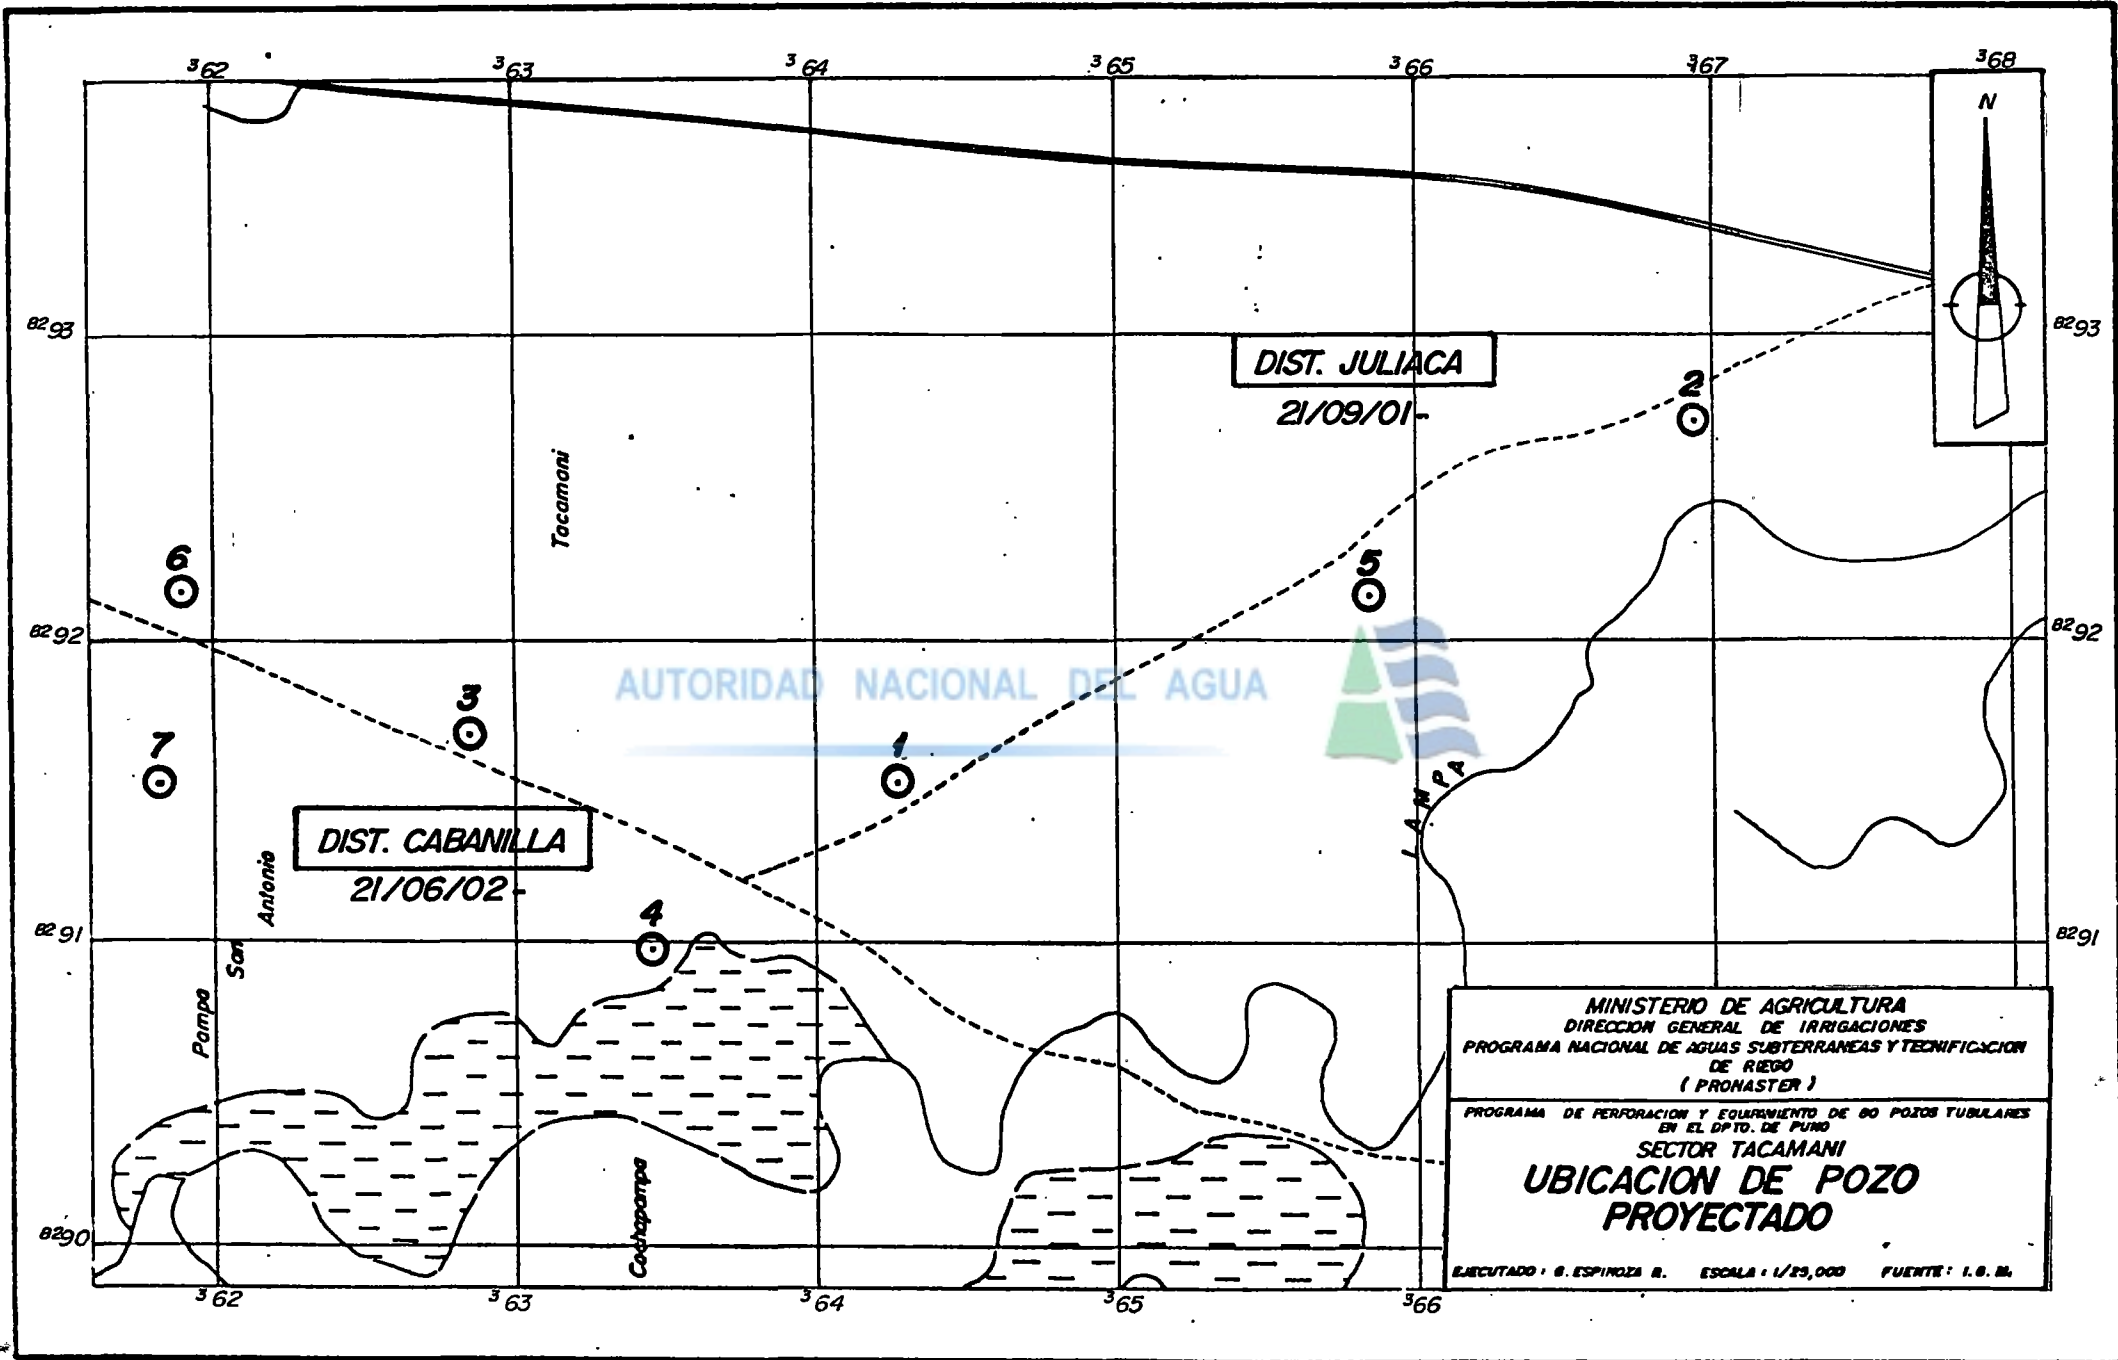 362 363 364 365 366 367 368
N
8293 8293
DIST. JULIACA
21/09/01-
2
Tacamani
6
5
8292 8292
AUTORIDAD NACIONAL DEL AGUA
3
7
1
LAMPA
DIST. CABANILLA
21/06/02-
4
8291 8291
Pampa San Antonio
MINISTERIO DE AGRICULTURA
DIRECCION GENERAL DE IRRIGACIONES
PROGRAMA NACIONAL DE AGUAS SUBTERRANEAS Y TECNIFICACION
DE RIEGO
( PRONASTER )
PROGRAMA DE PERFORACION Y EQUIPAMIENTO DE 80 POZOS TUBULARES
EN EL DPTO. DE PUNO
SECTOR TACAMANI
UBICACION DE POZO
PROYECTADO
Cochapampa
8290
EJECUTADO : G. ESPINOZA R. ESCALA : 1/25,000 FUENTE : I.G.M.
362 363 364 365 366